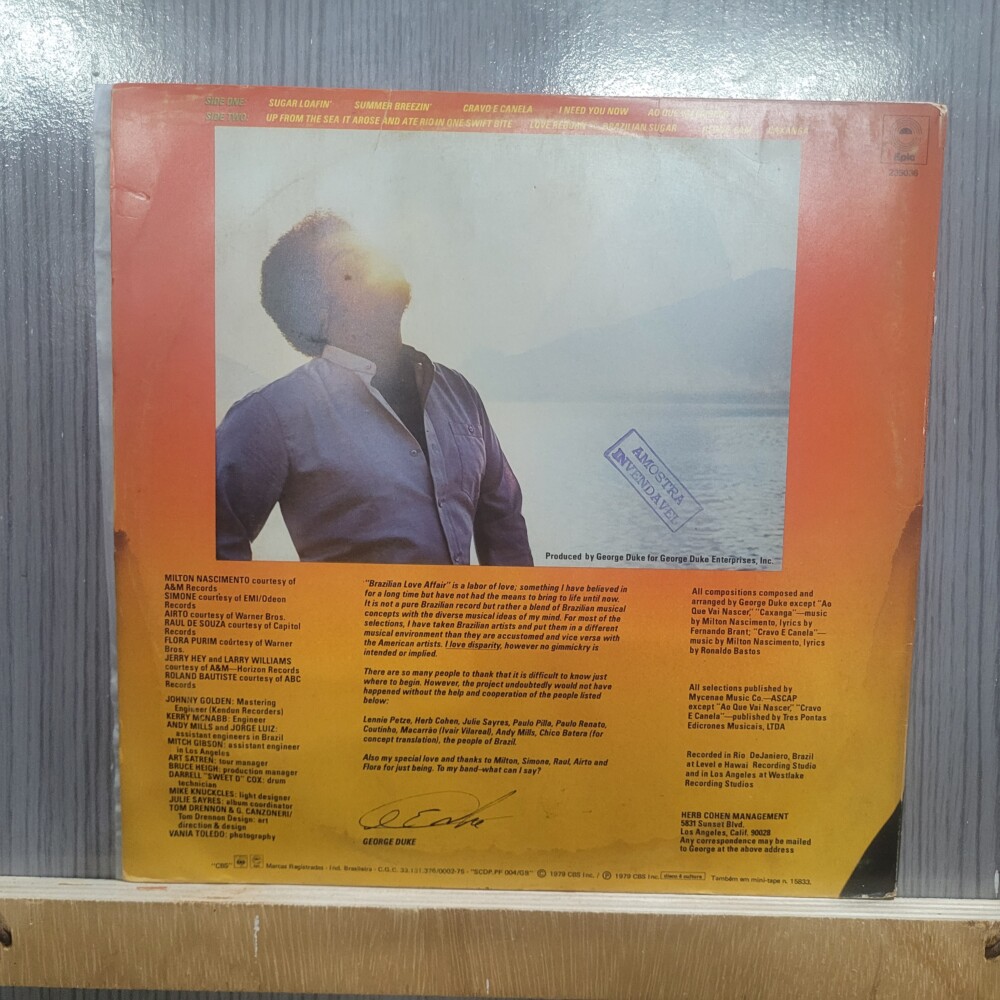 SIDE ONE: SUGAR LOAFIN' SUMMER BREEZIN' CRAVO E CANELA I NEED YOU NOW
SIDE TWO: UP FROM THE SEA IT AROSE AND ATE RIO IN ONE SWIFT BITE LOVE REBORN BRAZILIAN SUGAR
Epic
AMOSTRA
INVENDAVEL
Produced by George Duke for George Duke Enterprises, Inc.
MILTON NASCIMENTO courtesy of
A&M Records
SIMONE courtesy of EMI/Odeon
Records
AIRTO courtesy of Warner Bros.
RAUL DE SOUZA courtesy of Capitol
Records
FLORA PURIM courtesy of Warner
Bros.
JERRY HEY and LARRY WILLIAMS
courtesy of A&M—Horizon Records
ROLAND BAUTISTE courtesy of ABC
Records
JOHNNY GOLDEN: Mastering
Engineer (Kendon Recorders)
KERRY McNABB: Engineer
ANDY MILLS and JORGE LUIZ:
assistant engineers in Brazil
MITCH GIBSON: assistant engineer
in Los Angeles
ART SATREN: tour manager
BRUCE HEIGH: production manager
DARRELL "SWEET D" COX: drum
technician
MIKE KNUCKCLES: light designer
JULIE SAYRES: album coordinator
TOM DRENNON & G. CANZONERI/
Tom Drennon Design: art
direction & design
VANIA TOLEDO: photography
"Brazilian Love Affair" is a labor of love; something I have believed in
for a long time but have not had the means to bring to life until now.
It is not a pure Brazilian record but rather a blend of Brazilian musical
concepts with the diverse musical ideas of my mind. For most of the
selections, I have taken Brazilian artists and put them in a different
musical environment than they are accustomed and vice versa with
the American artists. I love disparity, however no gimmickry is
intended or implied.
There are so many people to thank that it is difficult to know just
where to begin. However, the project undoubtedly would not have
happened without the help and cooperation of the people listed
below:
Lennie Petze, Herb Cohen, Julie Sayres, Paulo Pilla, Paulo Renato,
Coutinho, Macarrão (Ivair Vilareal), Andy Mills, Chico Batera (for
concept translation), the people of Brazil.
Also my special love and thanks to Milton, Simone, Raul, Airto and
Flora for just being. To my band-what can I say?
GEORGE DUKE
All compositions composed and
arranged by George Duke except "Ao
Que Vai Nascer," "Caxanga"—music
by Milton Nascimento, lyrics by
Fernando Brant; "Cravo E Canela"—
music by Milton Nascimento, lyrics
by Ronaldo Bastos
All selections published by
Mycenae Music Co.—ASCAP
except "Ao Que Vai Nascer," "Cravo
E Canela"—published by Tres Pontas
Edicrones Musicais, LTDA
Recorded in Rio DeJaniero, Brazil
at Level e Hawai Recording Studio
and in Los Angeles at Westlake
Recording Studios
HERB COHEN MANAGEMENT
5831 Sunset Blvd.
Los Angeles, Calif. 90028
Any correspondence may be mailed
to George at the above address
"CBS" Marcas Registradas - Ind. Brasileira - C.G.C. © 1979 CBS Inc. / ℗ 1979 CBS Inc. disco é cultura Também em mini-tape n.